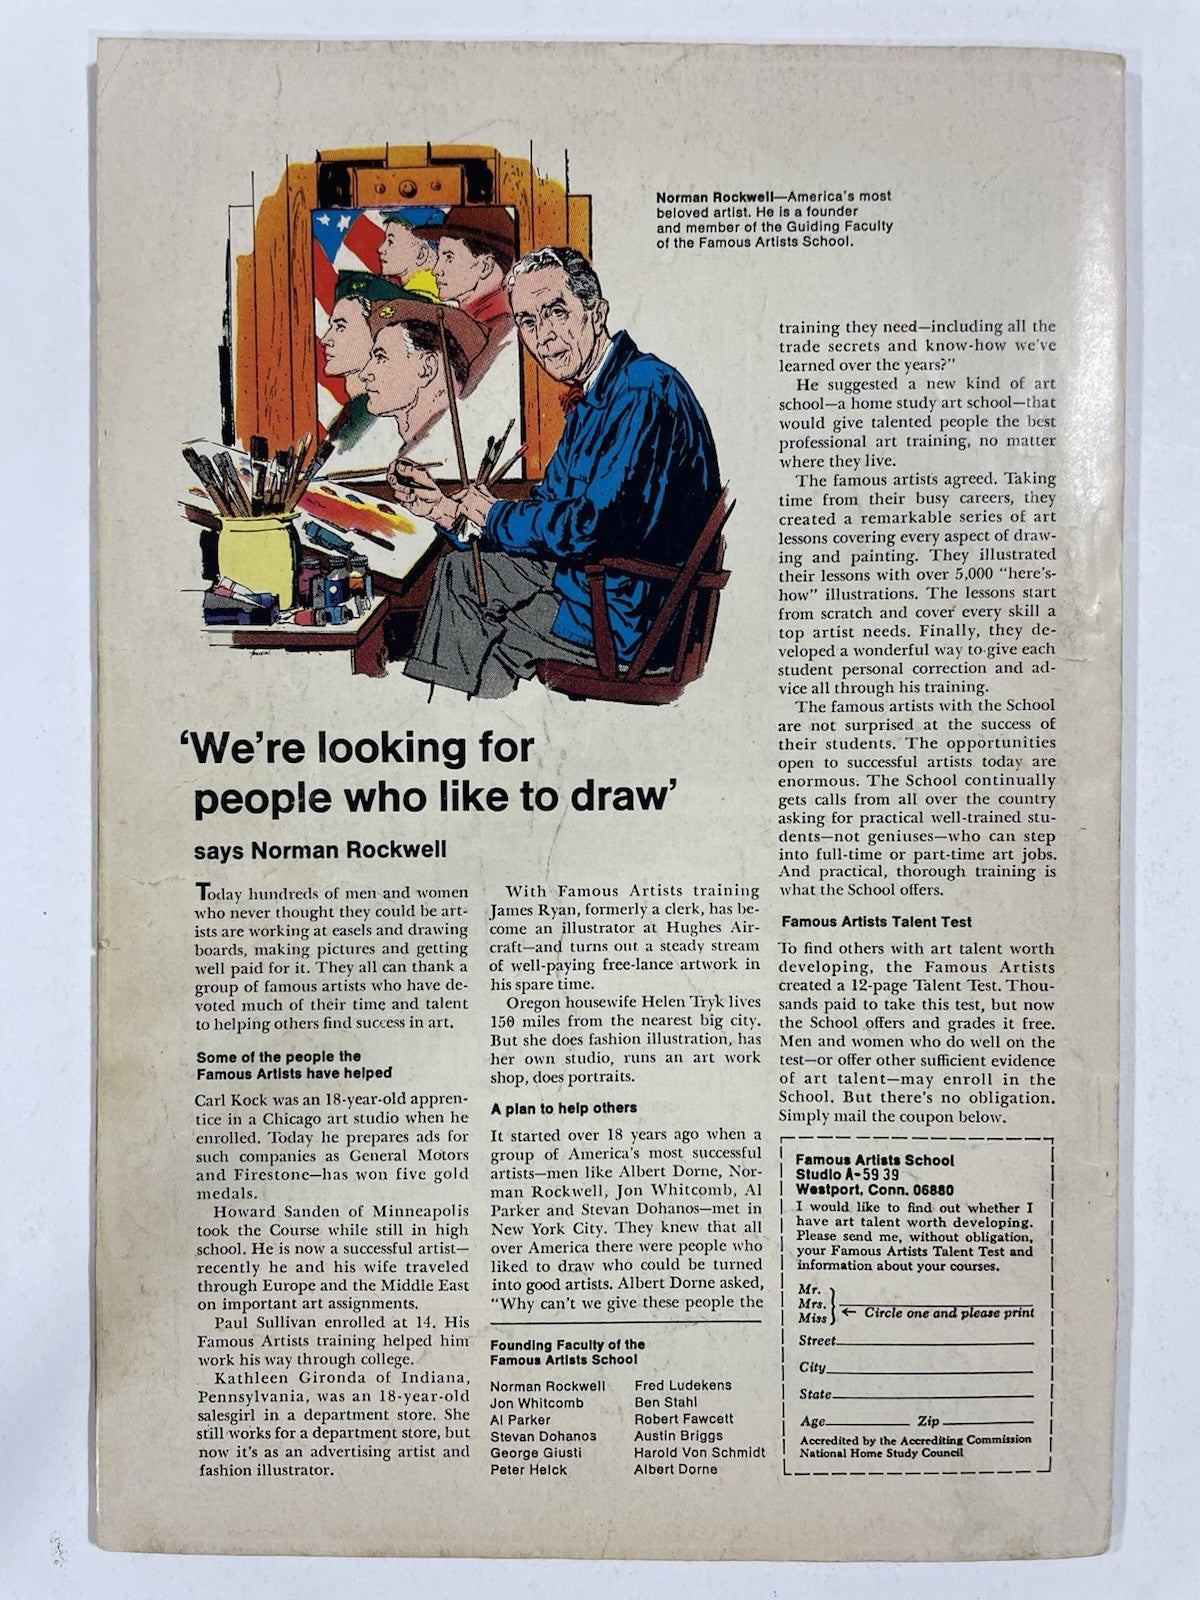 Norman Rockwell—America's most
beloved artist. He is a founder
and member of the Guiding Faculty
of the Famous Artists School.
'We're looking for
people who like to draw'
says Norman Rockwell
Today hundreds of men and women
who never thought they could be art-
ists are working at easels and drawing
boards, making pictures and getting
well paid for it. They all can thank a
group of famous artists who have de-
voted much of their time and talent
to helping others find success in art.
Some of the people the
Famous Artists have helped
Carl Kock was an 18-year-old appren-
tice in a Chicago art studio when he
enrolled. Today he prepares ads for
such companies as General Motors
and Firestone—has won five gold
medals.
Howard Sanden of Minneapolis
took the Course while still in high
school. He is now a successful artist—
recently he and his wife traveled
through Europe and the Middle East
on important art assignments.
Paul Sullivan enrolled at 14. His
Famous Artists training helped him
work his way through college.
Kathleen Gironda of Indiana,
Pennsylvania, was an 18-year-old
salesgirl in a department store. She
still works for a department store, but
now it's as an advertising artist and
fashion illustrator.
With Famous Artists training
James Ryan, formerly a clerk, has be-
come an illustrator at Hughes Air-
craft—and turns out a steady stream
of well-paying free-lance artwork in
his spare time.
Oregon housewife Helen Tryk lives
150 miles from the nearest big city.
But she does fashion illustration, has
her own studio, runs an art work
shop, does portraits.
A plan to help others
It started over 18 years ago when a
group of America's most successful
artists—men like Albert Dorne, Nor-
man Rockwell, Jon Whitcomb, Al
Parker and Stevan Dohanos—met in
New York City. They knew that all
over America there were people who
liked to draw who could be turned
into good artists. Albert Dorne asked,
"Why can't we give these people the
Founding Faculty of the
Famous Artists School
Norman Rockwell
Jon Whitcomb
Al Parker
Stevan Dohanos
George Giusti
Peter Helck
Fred Ludekens
Ben Stahl
Robert Fawcett
Austin Briggs
Harold Von Schmidt
Albert Dorne
training they need—including all the
trade secrets and know-how we've
learned over the years?"
He suggested a new kind of art
school—a home study art school—that
would give talented people the best
professional art training, no matter
where they live.
The famous artists agreed. Taking
time from their busy careers, they
created a remarkable series of art
lessons covering every aspect of draw-
ing and painting. They illustrated
their lessons with over 5,000 "here's-
how" illustrations. The lessons start
from scratch and cover every skill a
top artist needs. Finally, they de-
veloped a wonderful way to give each
student personal correction and ad-
vice all through his training.
The famous artists with the School
are not surprised at the success of
their students. The opportunities
open to successful artists today are
enormous. The School continually
gets calls from all over the country
asking for practical well-trained stu-
dents—not geniuses—who can step
into full-time or part-time art jobs.
And practical, thorough training is
what the School offers.
Famous Artists Talent Test
To find others with art talent worth
developing, the Famous Artists
created a 12-page Talent Test. Thou-
sands paid to take this test, but now
the School offers and grades it free.
Men and women who do well on the
test—or offer other sufficient evidence
of art talent—may enroll in the
School. But there's no obligation.
Simply mail the coupon below.
Famous Artists School
Studio A-59 39
Westport, Conn. 06880
I would like to find out whether I
have art talent worth developing.
Please send me, without obligation,
your Famous Artists Talent Test and
information about your courses.
Mr.
Mrs.
Miss
← Circle one and please print
Street
City
State
Age Zip
Accredited by the Accrediting Commission
National Home Study Council